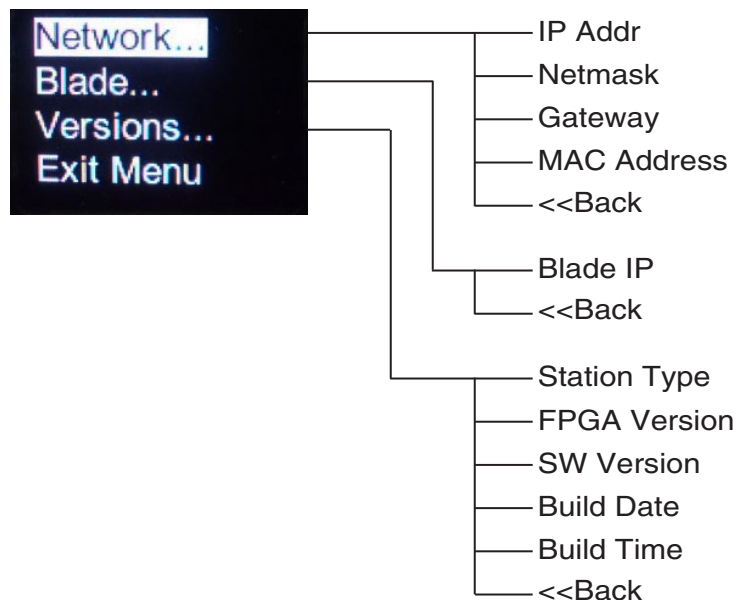 Network...
Blade...
Versions...
Exit Menu
IP Addr
Netmask
Gateway
MAC Address
<<Back
Blade IP
<<Back
Station Type
FPGA Version
SW Version
Build Date
Build Time
<<Back